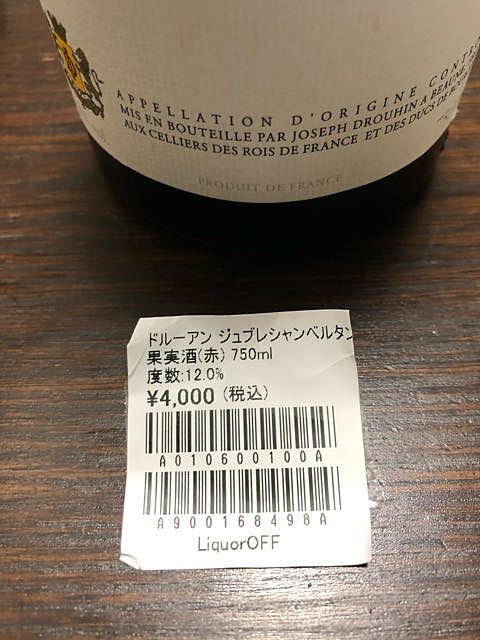 APPELLATION D'ORIGINE CONT
MIS EN BOUTEILLE PAR JOSEPH DROUHIN A BEAUNE
AUX CELLIERS DES ROIS DE FRANCE ET DES DUCS DE BOU
PRODUIT DE FRANCE
ドルーアン ジュブレシャンベルタン
果実酒(赤) 750ml
度数:12.0%
¥4,000 (税込)
A010600100A
A900168498A
LiquorOFF